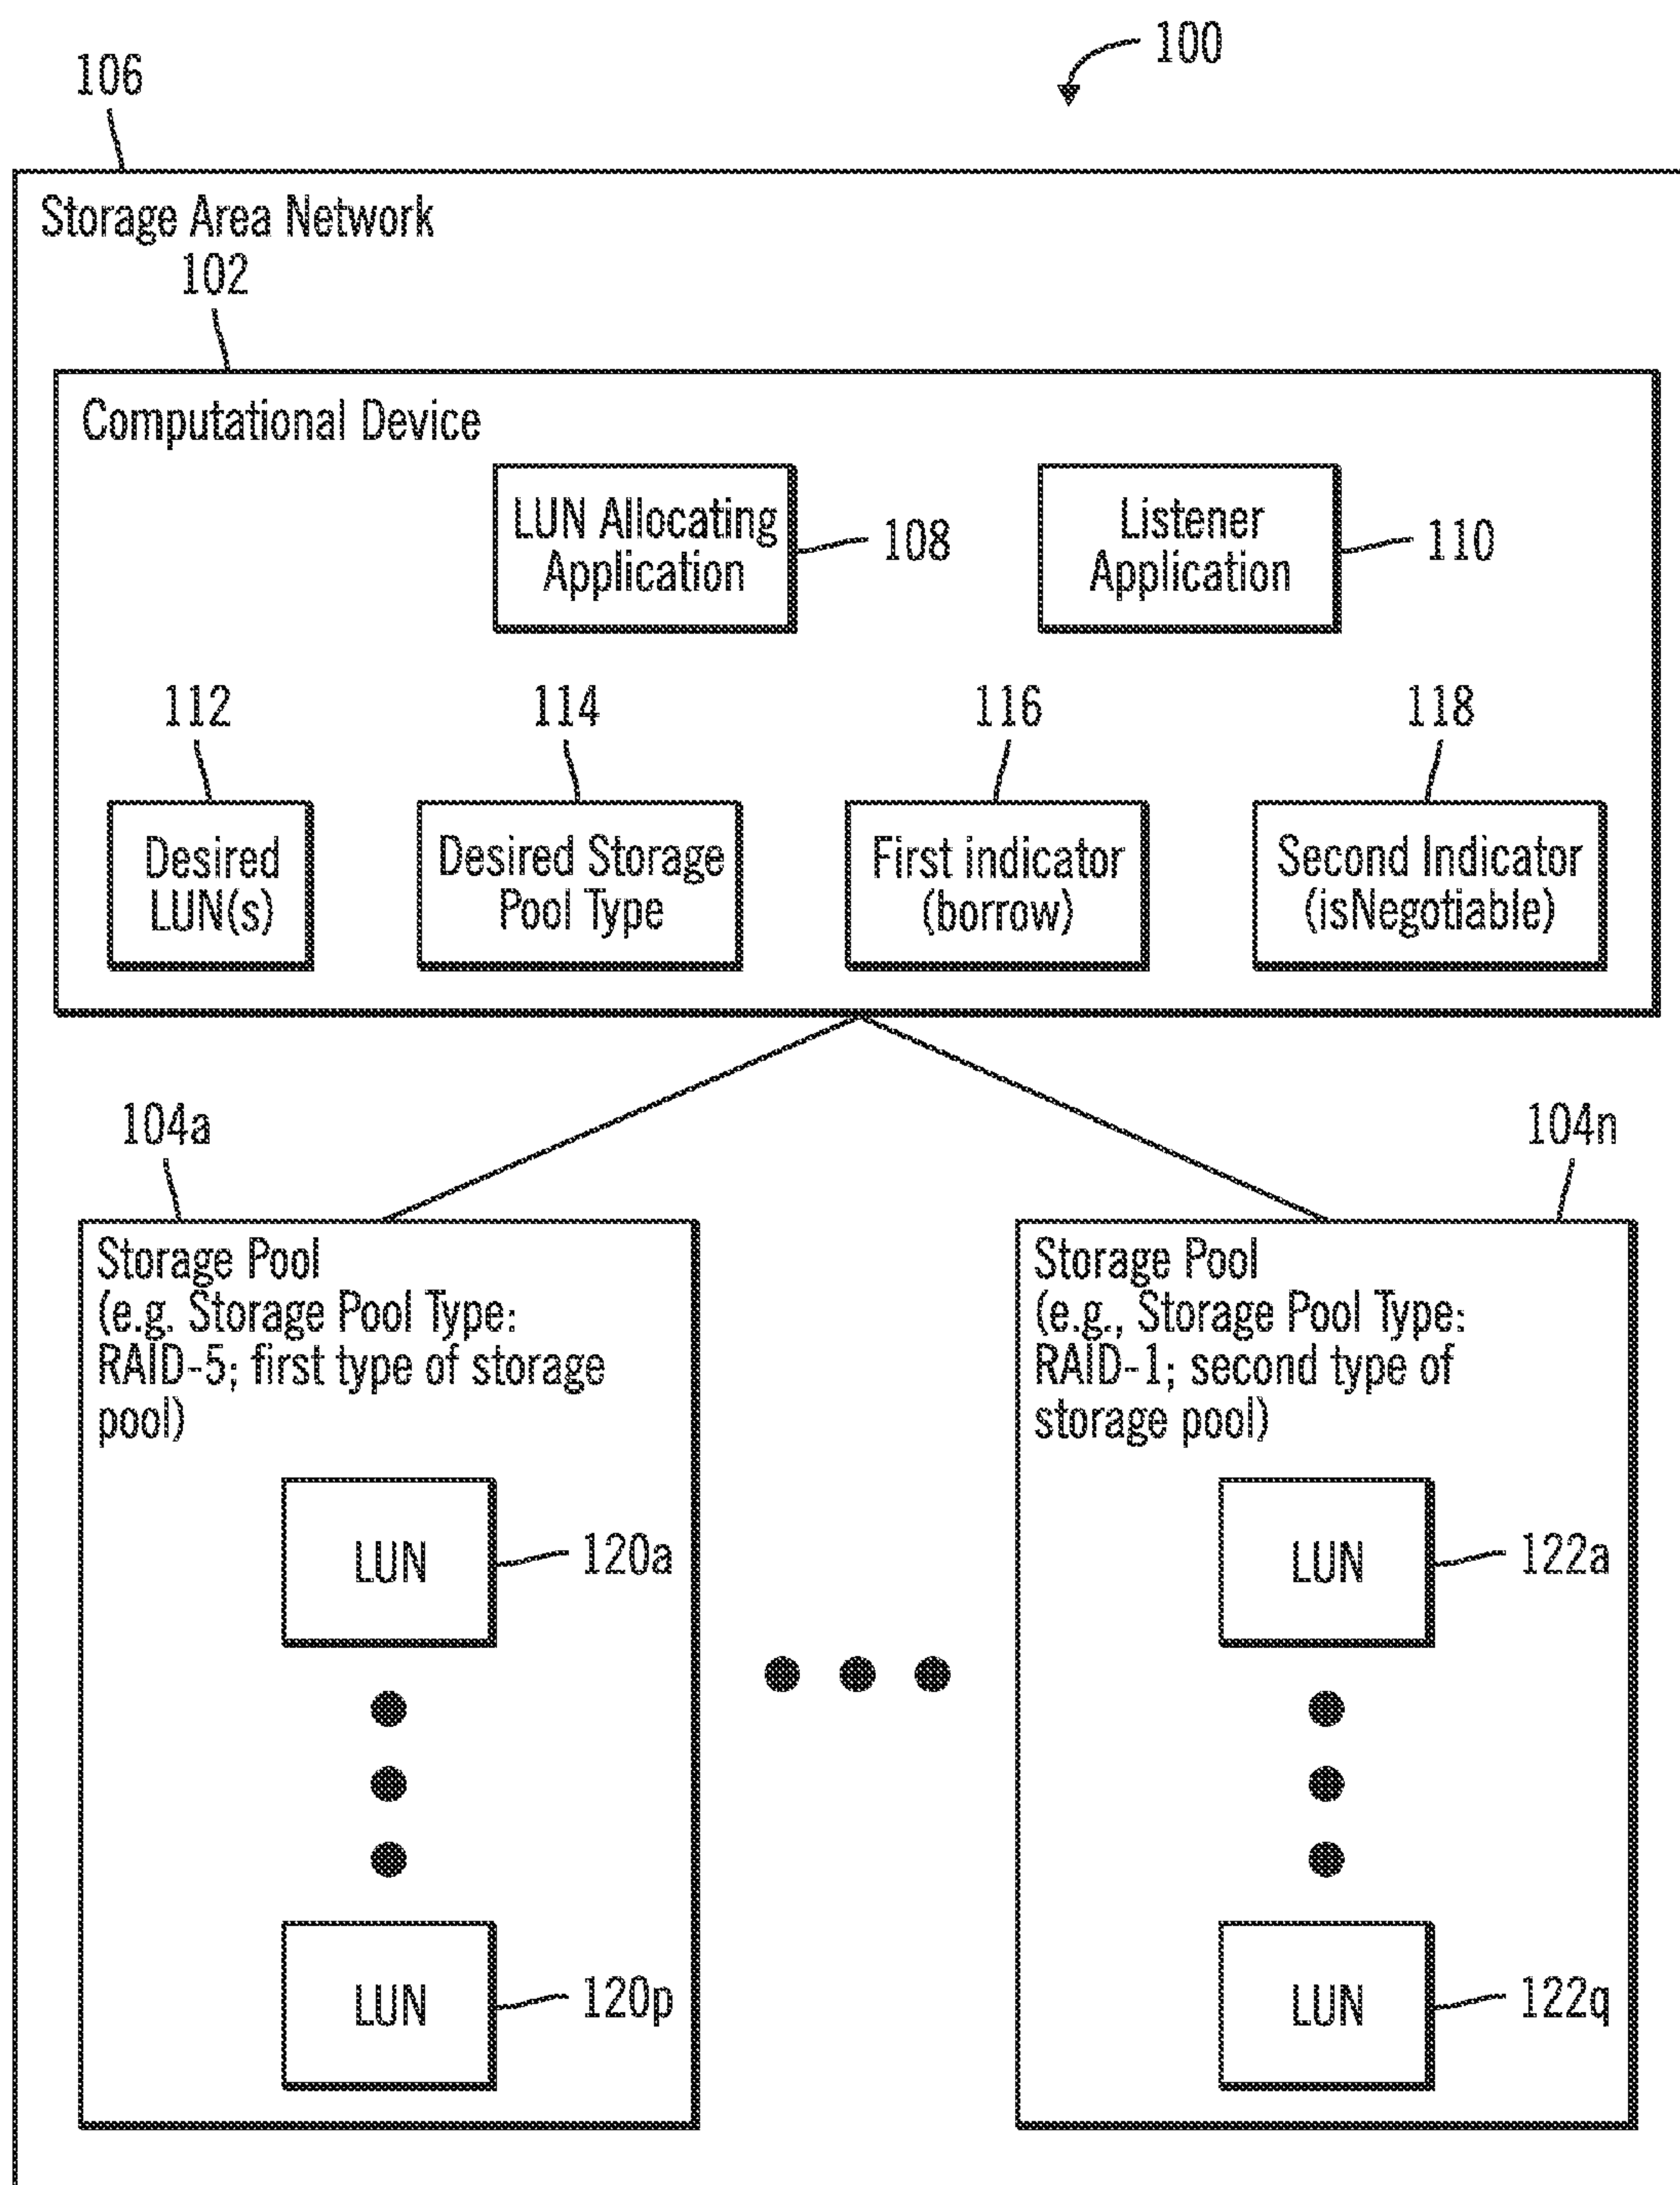 100
106
Storage Area Network
102
Computational Device
LUN Allocating
Application
108
Listener
Application
110
112
114
116
118
Desired
LUN(s)
Desired Storage
Pool Type
First indicator
(borrow)
Second Indicator
(isNegotiable)
104a
104n
Storage Pool
(e.g. Storage Pool Type:
RAID-5; first type of storage
pool)
Storage Pool
(e.g., Storage Pool Type:
RAID-1; second type of
storage pool)
LUN
120a
LUN
122a
LUN
120p
LUN
122q